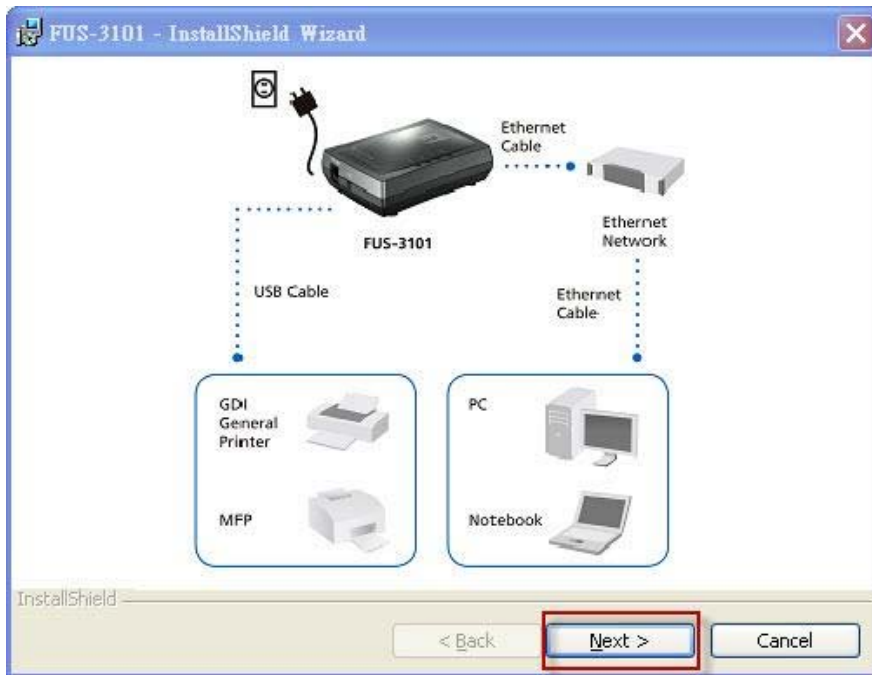 FUS-3101 - InstallShield Wizard
Ethernet
Cable
FUS-3101
Ethernet
Network
USB Cable
Ethernet
Cable
GDI
General
Printer
MFP
PC
Notebook
InstallShield
< Back
Next >
Cancel